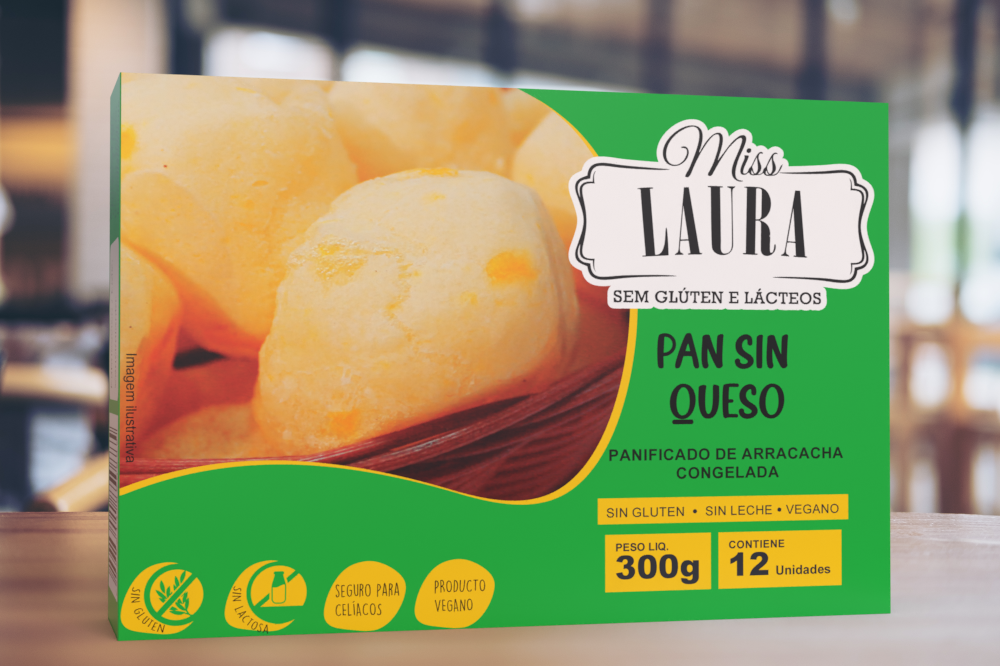 Miss
LAURA
SEM GLÚTEN E LÁCTEOS
PAN SIN
QUESO
PANIFICADO DE ARRACACHA
CONGELADA
SIN GLUTEN • SIN LECHE • VEGANO
PESO LIQ.
300g
CONTIENE
12 Unidades
Imagem ilustrativa
SIN GLUTEN
SIN LACTOSA
SEGURO PARA
CELÍACOS
PRODUCTO
VEGANO